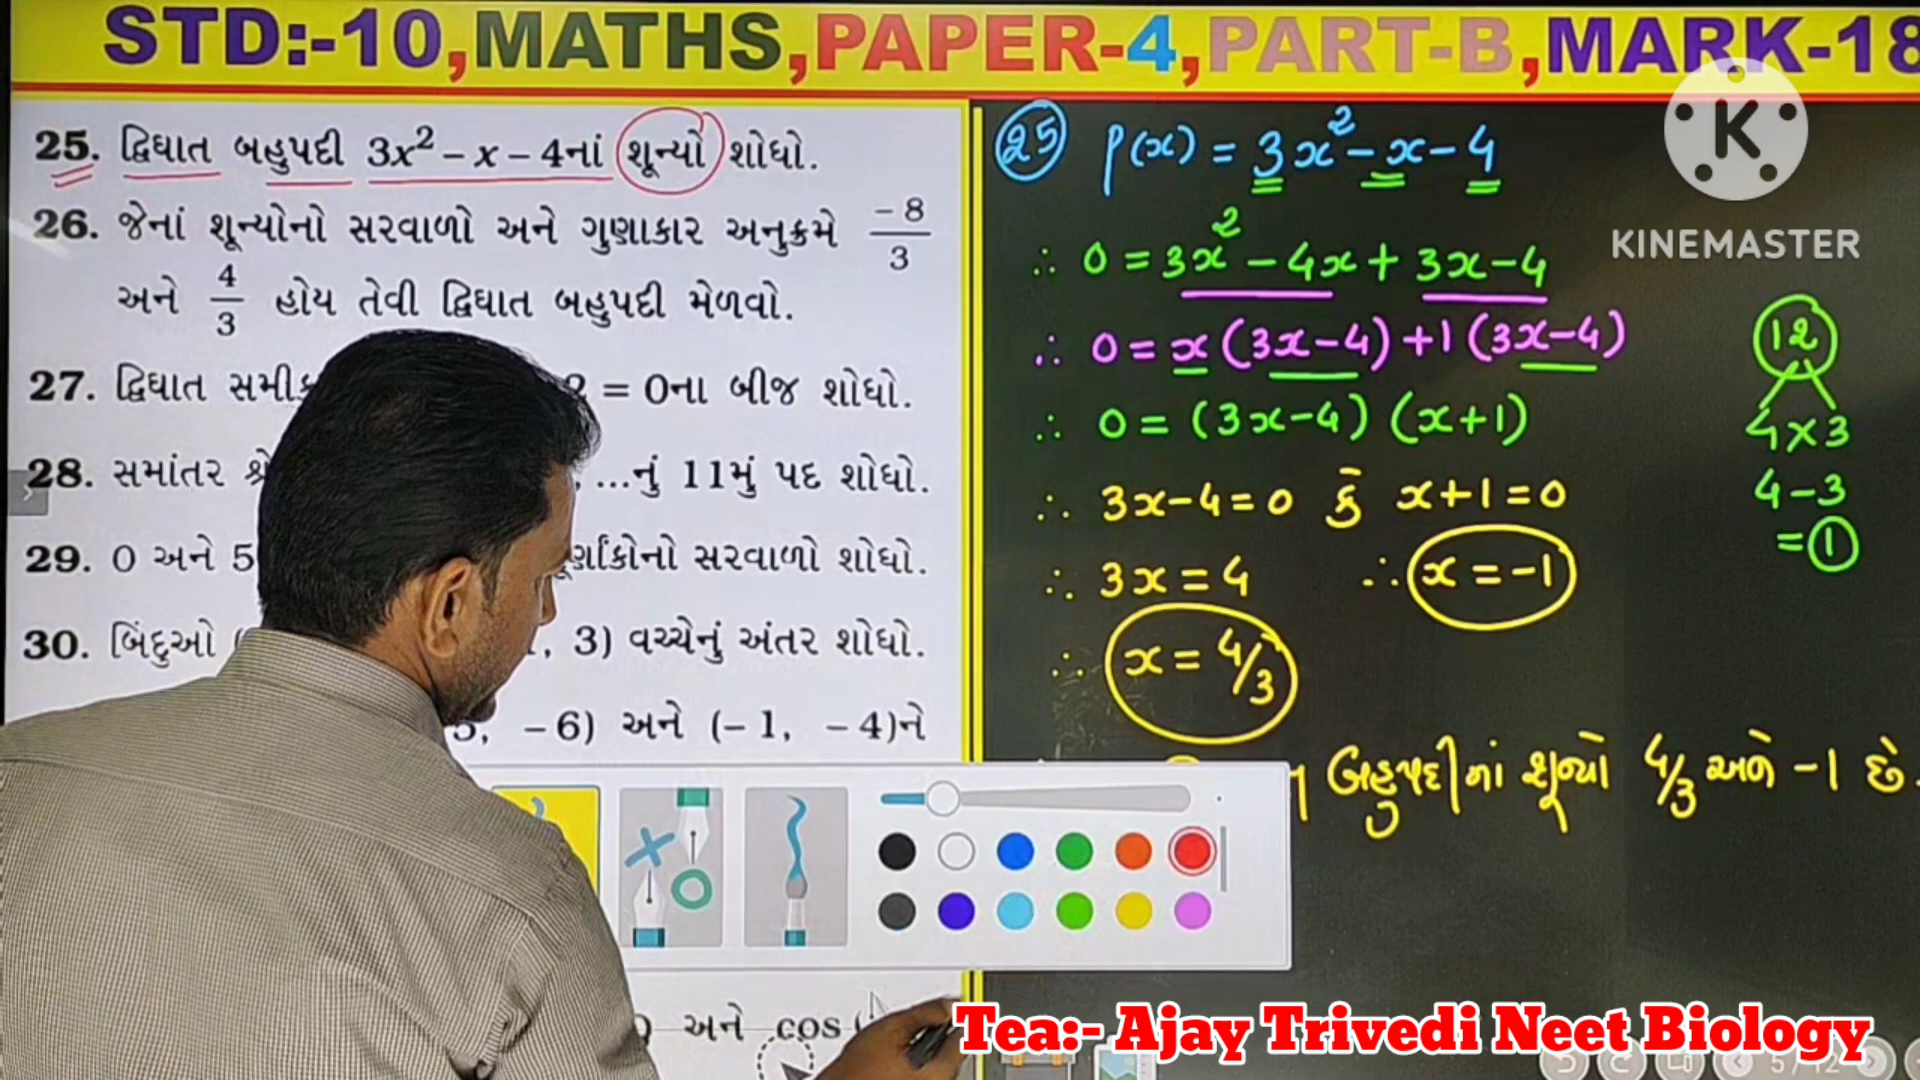 STD:-10,MATHS,PAPER-4,PART-B,MARK-18
25. દ્વિઘાત બહુપદી 3x² – x – 4નાં શૂન્યો શોધો.
26. જેનાં શૂન્યોનો સરવાળો અને ગુણાકાર અનુક્રમે –8/3
અને 4/3 હોય તેવી દ્વિઘાત બહુપદી મેળવો.
27. દ્વિઘાત = 0ના બીજ શોધો.
28. સમાંતર ...નું 11મું પદ શોધો.
29. 0 અને 5 સરવાળો શોધો.
30. બિંદુઓ , 3) વચ્ચેનું અંતર શોધો.
–6) અને (–1, –4)ને
અને cos
25 P(x) = 3x² – x – 4
∴ 0 = 3x² – 4x + 3x – 4
∴ 0 = x (3x – 4) + 1 (3x – 4)
∴ 0 = (3x – 4) (x + 1)
∴ 3x – 4 = 0 કે x + 1 = 0
∴ 3x = 4 ∴ x = –1
∴ x = 4/3
બહુપદીનાં શૂન્યો 4/3 અને –1 છે.
12
4 × 3
4 – 3
= 1
K
KINEMASTER
Tea:- Ajay Trivedi Neet Biology
5/12